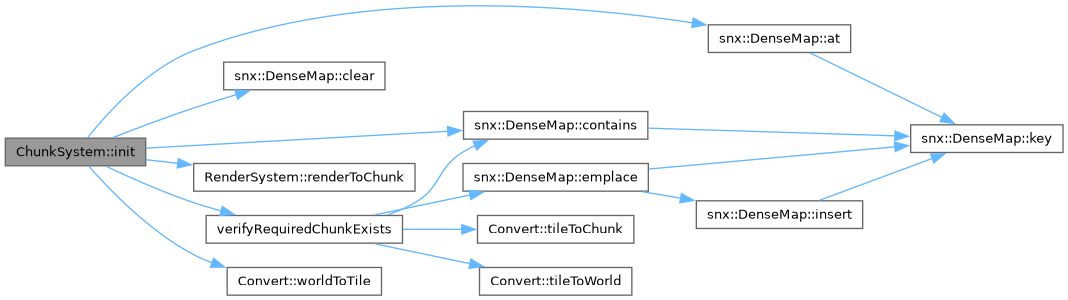 ChunkSystem::init
snx::DenseMap::at
snx::DenseMap::clear
snx::DenseMap::contains
snx::DenseMap::key
RenderSystem::renderToChunk
snx::DenseMap::emplace
snx::DenseMap::insert
verifyRequiredChunkExists
Convert::tileToChunk
Convert::worldToTile
Convert::tileToWorld